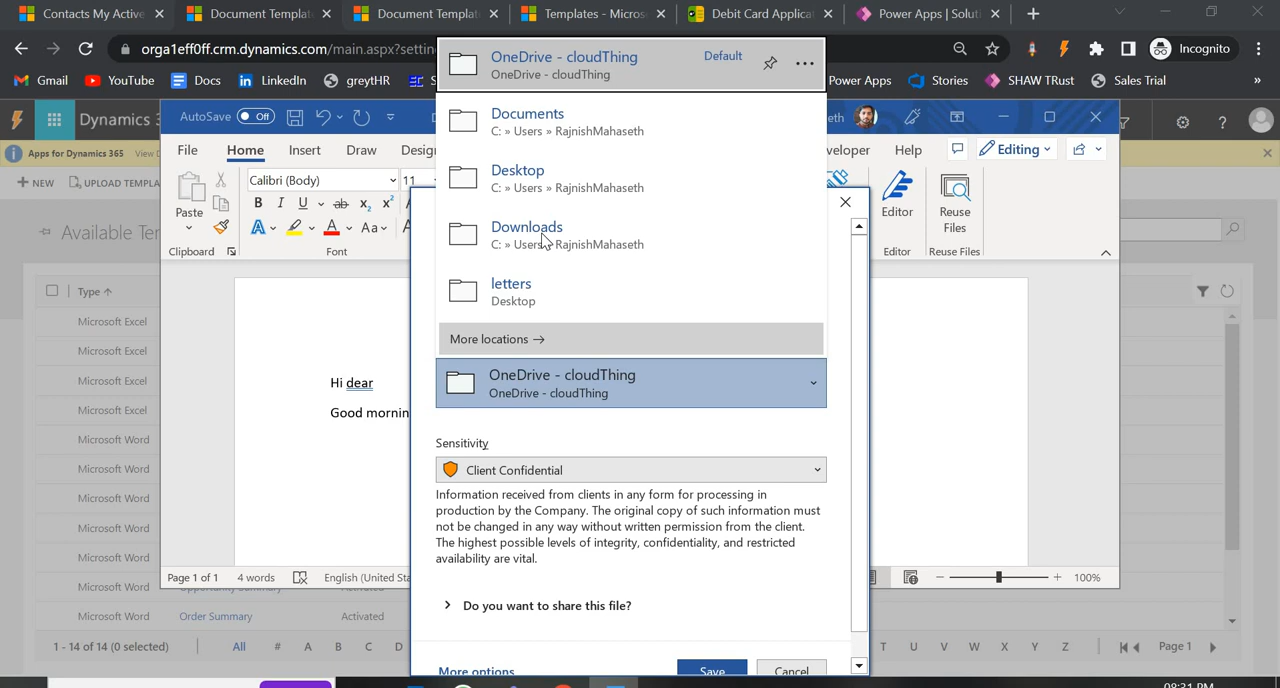 Contacts My Active
Document Templat
Document Templat
Templates - Micros
Debit Card Applicat
Power Apps | Soluti
orga1eff0ff.crm.dynamics.com/main.aspx?settin
Incognito
Gmail
YouTube
Docs
LinkedIn
greytHR
Power Apps
Stories
SHAW TRust
Sales Trial
Dynamics 3
AutoSave
Off
eth
Apps for Dynamics 365
View D
File
Home
Insert
Draw
Desig
veloper
Help
Editing
NEW
UPLOAD TEMPLA
Paste
Calibri (Body)
11
Editor
Reuse
Files
Clipboard
Font
Editor
Reuse Files
Available Ter
OneDrive - cloudThing
OneDrive - cloudThing
Default
Documents
C: » Users » RajnishMahaseth
Desktop
C: » Users » RajnishMahaseth
Downloads
C: » Users » RajnishMahaseth
letters
Desktop
More locations →
OneDrive - cloudThing
OneDrive - cloudThing
Sensitivity
Client Confidential
Information received from clients in any form for processing in
production by the Company. The original copy of such information must
not be changed in any way without written permission from the client.
The highest possible levels of integrity, confidentiality, and restricted
availability are vital.
Do you want to share this file?
More options
Save
Cancel
Hi dear
Good mornin
Type ↑
Microsoft Excel
Microsoft Excel
Microsoft Excel
Microsoft Excel
Microsoft Word
Microsoft Word
Microsoft Word
Microsoft Word
Microsoft Word
Microsoft Word
Opportunity Summary
Activated
Microsoft Word
Order Summary
Activated
Page 1 of 1
4 words
English (United Sta
100%
1 - 14 of 14 (0 selected)
All
#
A
B
C
D
T
U
V
W
X
Y
Z
Page 1
08:31 PM